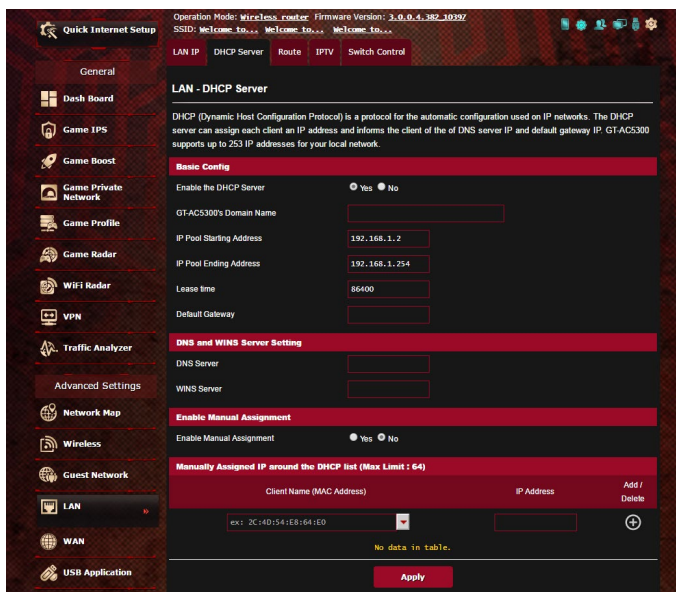 Quick Internet Setup
General
Dash Board
Game IPS
Game Boost
Game Private
Network
Game Profile
Game Radar
WiFi Radar
VPN
Traffic Analyzer
Advanced Settings
Network Map
Wireless
Guest Network
LAN
WAN
USB Application
Operation Mode: Wireless router Firmware Version: 3.0.0.4.382_10397
SSID: Welcome to... Welcome to... Welcome to...
LAN IP DHCP Server Route IPTV Switch Control
LAN - DHCP Server
DHCP (Dynamic Host Configuration Protocol) is a protocol for the automatic configuration used on IP networks. The DHCP
server can assign each client an IP address and informs the client of the of DNS server IP and default gateway IP. GT-AC5300
supports up to 253 IP addresses for your local network.
Basic Config
Enable the DHCP Server Yes No
GT-AC5300's Domain Name
IP Pool Starting Address 192.168.1.2
IP Pool Ending Address 192.168.1.254
Lease time 86400
Default Gateway
DNS and WINS Server Setting
DNS Server
WINS Server
Enable Manual Assignment
Enable Manual Assignment Yes No
Manually Assigned IP around the DHCP list (Max Limit : 64)
Client Name (MAC Address) IP Address Add /
Delete
ex: 2C:4D:54:E8:64:E0
No data in table.
Apply